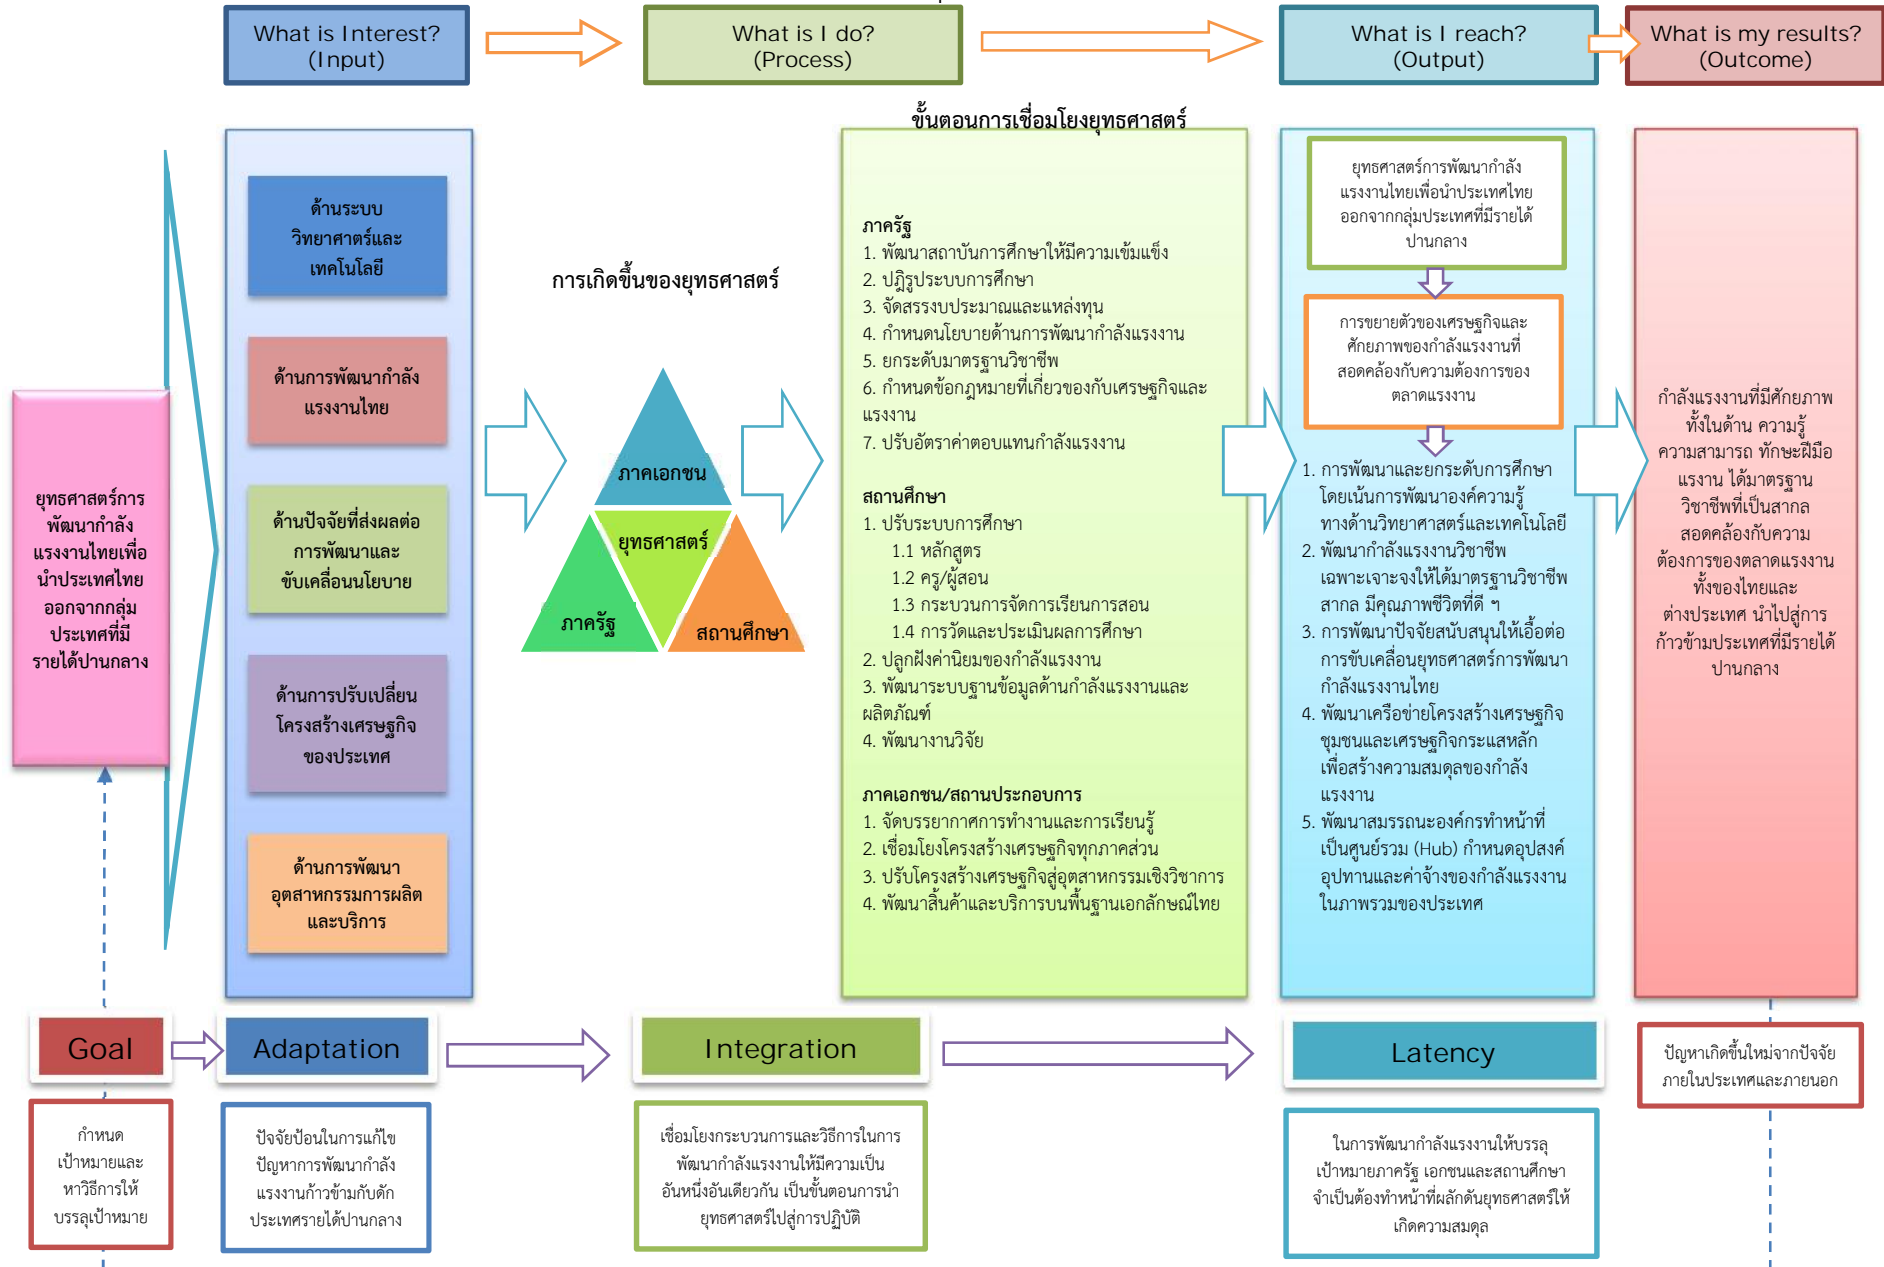 What is Interest?
(Input)
What is I do?
(Process)
What is I reach?
(Output)
What is my results?
(Outcome)
ยุทธศาสตร์การ
พัฒนากำลัง
แรงงานไทยเพื่อ
นำประเทศไทย
ออกจากกลุ่ม
ประเทศที่มี
รายได้ปานกลาง
ด้านระบบ
วิทยาศาตร์และ
เทคโนโลยี
ด้านการพัฒนากำลัง
แรงงานไทย
ด้านปัจจัยที่ส่งผลต่อ
การพัฒนาและ
ขับเคลื่อนนโยบาย
ด้านการปรับเปลี่ยน
โครงสร้างเศรษฐกิจ
ของประเทศ
ด้านการพัฒนา
อุตสาหกรรมการผลิต
และบริการ
การเกิดขึ้นของยุทธศาสตร์
ภาคเอกชน
ยุทธศาสตร์
ภาครัฐ
สถานศึกษา
ขั้นตอนการเชื่อมโยงยุทธศาสตร์
ภาครัฐ
1. พัฒนาสถาบันการศึกษาให้มีความเข้มแข็ง
2. ปฎิรูประบบการศึกษา
3. จัดสรรงบประมาณและแหล่งทุน
4. กำหนดนโยบายด้านการพัฒนากำลังแรงงาน
5. ยกระดับมาตรฐานวิชาชีพ
6. กำหนดข้อกฎหมายที่เกี่ยวของกับเศรษฐกิจและ
แรงงาน
7. ปรับอัตราค่าตอบแทนกำลังแรงงาน
สถานศึกษา
1. ปรับระบบการศึกษา
1.1 หลักสูตร
1.2 ครู/ผู้สอน
1.3 กระบวนการจัดการเรียนการสอน
1.4 การวัดและประเมินผลการศึกษา
2. ปลูกฝังค่านิยมของกำลังแรงงาน
3. พัฒนาระบบฐานข้อมูลด้านกำลังแรงงานและ
ผลิตภัณฑ์
4. พัฒนางานวิจัย
ภาคเอกชน/สถานประกอบการ
1. จัดบรรยากาศการทำงานและการเรียนรู้
2. เชื่อมโยงโครงสร้างเศรษฐกิจทุกภาคส่วน
3. ปรับโครงสร้างเศรษฐกิจสู่อุตสาหกรรมเชิงวิชาการ
4. พัฒนาสิ้นค้าและบริการบนพื้นฐานเอกลักษณ์ไทย
ยุทธศาสตร์การพัฒนากำลัง
แรงงานไทยเพื่อนำประเทศไทย
ออกจากกลุ่มประเทศที่มีรายได้
ปานกลาง
การขยายตัวของเศรษฐกิจและ
ศักยภาพของกำลังแรงงานที่
สอดคล้องกับความต้องการของ
ตลาดแรงงาน
1. การพัฒนาและยกระดับการศึกษา
โดยเน้นการพัฒนาองค์ความรู้
ทางด้านวิทยาศาสตร์และเทคโนโลยี
2. พัฒนากำลังแรงงานวิชาชีพ
เฉพาะเจาะจงให้ได้มาตรฐานวิชาชีพ
สากล มีคุณภาพชีวิตที่ดี ฯ
3. การพัฒนาปัจจัยสนับสนุนให้เอื้อต่อ
การขับเคลื่อนยุทธศาสตร์การพัฒนา
กำลังแรงงานไทย
4. พัฒนาเครือข่ายโครงสร้างเศรษฐกิจ
ชุมชนและเศรษฐกิจกระแสหลัก
เพื่อสร้างความสมดุลของกำลัง
แรงงาน
5. พัฒนาสมรรถนะองค์กรทำหน้าที่
เป็นศูนย์รวม (Hub) กำหนดอุปสงค์
อุปทานและค่าจ้างของกำลังแรงงาน
ในภาพรวมของประเทศ
กำลังแรงงานที่มีศักยภาพ
ทั้งในด้าน ความรู้
ความสามารถ ทักษะฝีมือ
แรงาน ได้มาตรฐาน
วิชาชีพที่เป็นสากล
สอดคล้องกับความ
ต้องการของตลาดแรงงาน
ทั้งของไทยและ
ต่างประเทศ นำไปสู่การ
ก้าวข้ามประเทศที่มีรายได้
ปานกลาง
Goal
Adaptation
Integration
Latency
ปัญหาเกิดขึ้นใหม่จากปัจจัย
ภายในประเทศและภายนอก
กำหนด
เป้าหมายและ
หาวิธีการให้
บรรลุเป้าหมาย
ปัจจัยป้อนในการแก้ไข
ปัญหาการพัฒนากำลัง
แรงงานก้าวข้ามกับดัก
ประเทศรายได้ปานกลาง
เชื่อมโยงกระบวนการและวิธีการในการ
พัฒนากำลังแรงงานให้มีความเป็น
อันหนึ่งอันเดียวกัน เป็นขั้นตอนการนำ
ยุทธศาสตร์ไปสู่การปฏิบัติ
ในการพัฒนากำลังแรงงานให้บรรลุ
เป้าหมายภาครัฐ เอกชนและสถานศึกษา
จำเป็นต้องทำหน้าที่ผลักดันยุทธศาสตร์ให้
เกิดความสมดุล